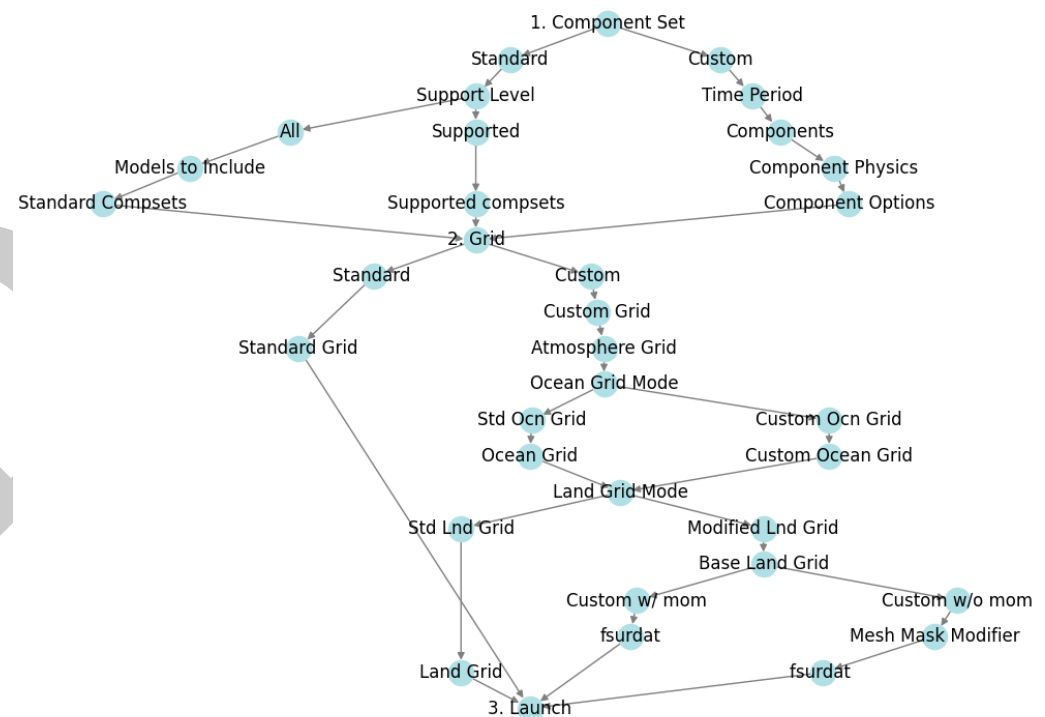 1. Component Set
Standard
Custom
Support Level
Time Period
All
Supported
Components
Models to Include
Component Physics
Standard Compsets
Supported compsets
Component Options
2. Grid
Standard
Custom
Custom Grid
Standard Grid
Atmosphere Grid
Ocean Grid Mode
Std Ocn Grid
Custom Ocn Grid
Ocean Grid
Custom Ocean Grid
Land Grid Mode
Std Lnd Grid
Modified Lnd Grid
Base Land Grid
Custom w/ mom
Custom w/o mom
fsurdat
Mesh Mask Modifier
Land Grid
fsurdat
3. Launch